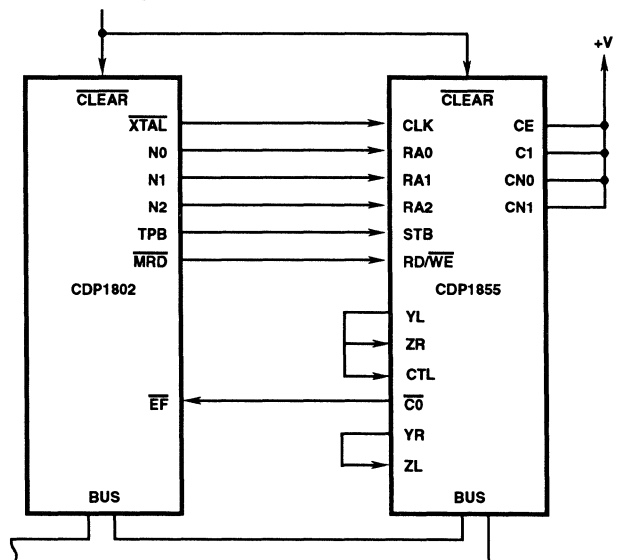 +V
CLEAR
XTAL
N0
N1
N2
TPB
MRD
CDP1802
EF
BUS
CLEAR
CLK
CE
RA0
C1
RA1
CN0
RA2
CN1
STB
RD/WE
CDP1855
YL
ZR
CTL
C0
YR
ZL
BUS